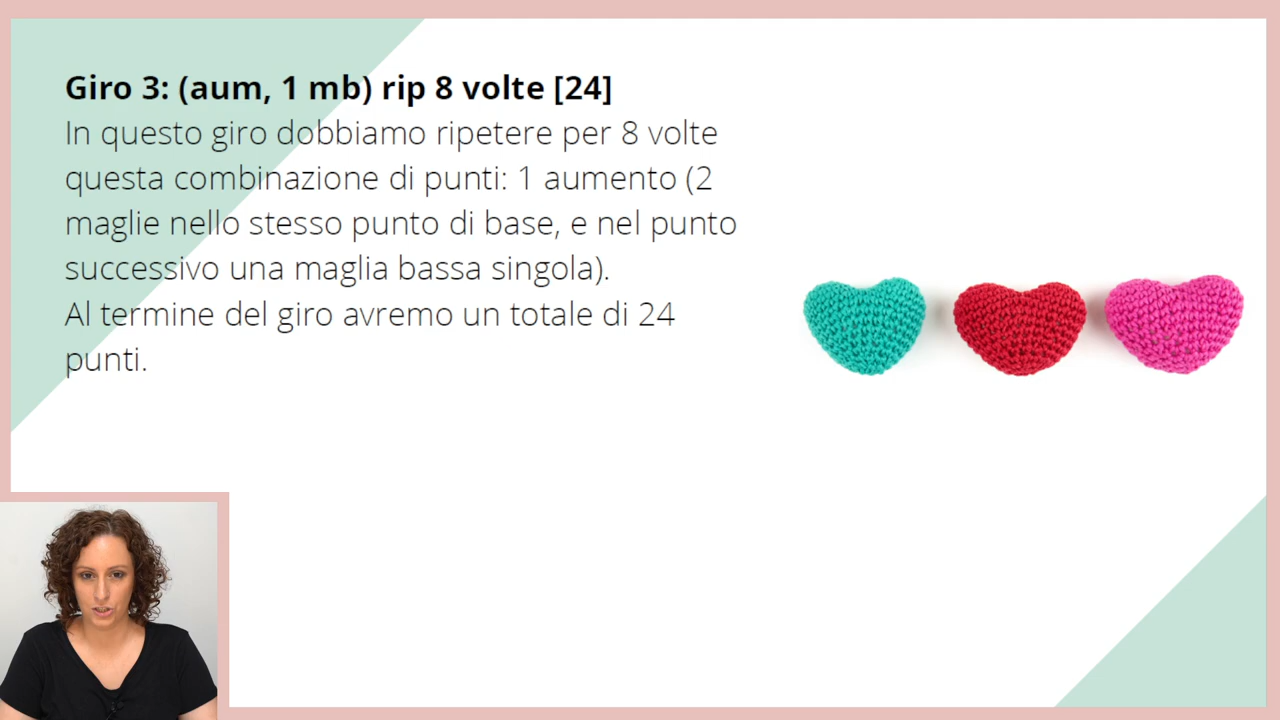 Giro 3: (aum, 1 mb) rip 8 volte [24]
In questo giro dobbiamo ripetere per 8 volte
questa combinazione di punti: 1 aumento (2
maglie nello stesso punto di base, e nel punto
successivo una maglia bassa singola).
Al termine del giro avremo un totale di 24
punti.